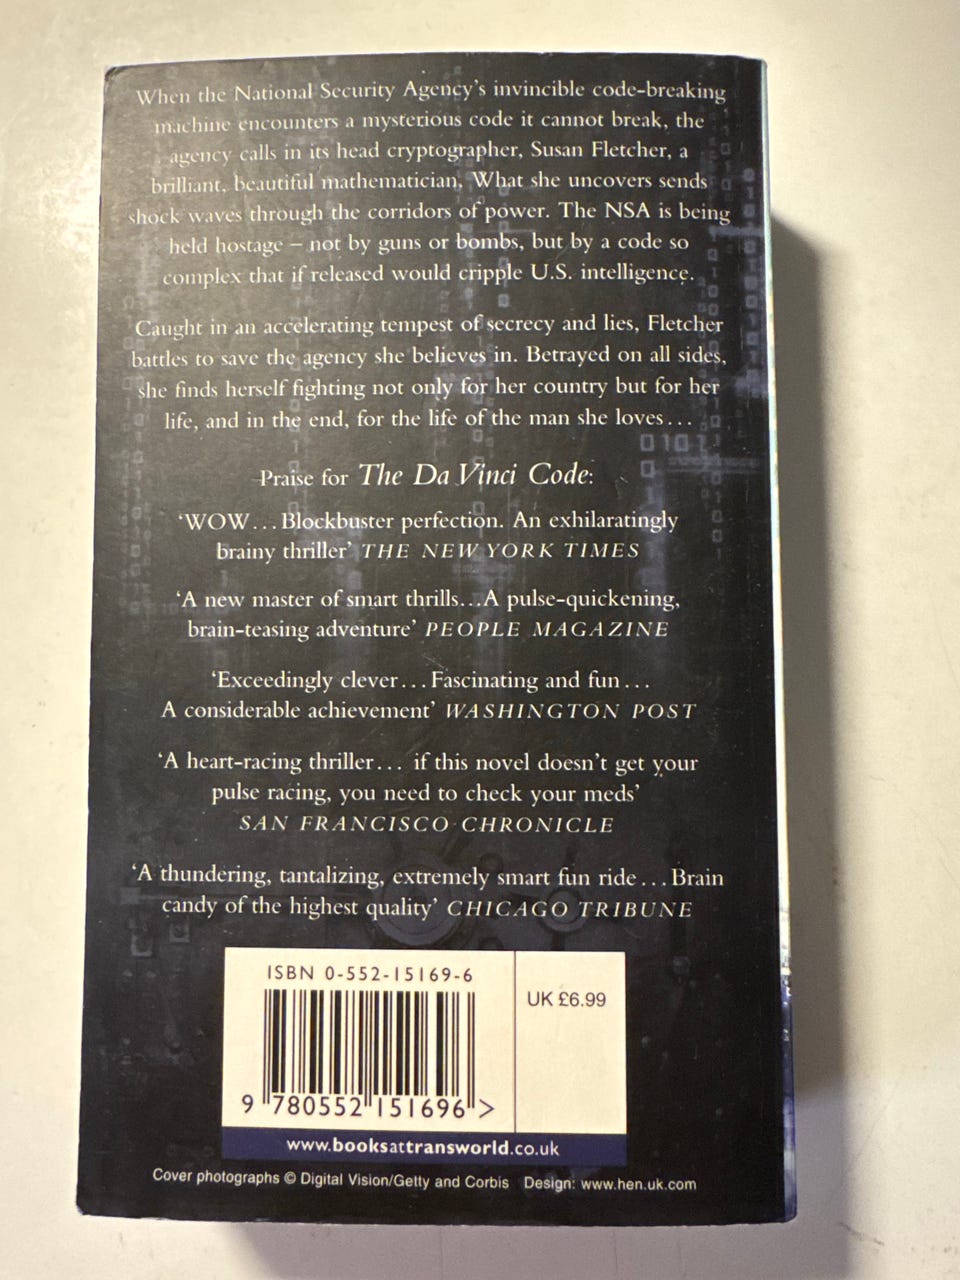 When the National Security Agency's invincible code-breaking
machine encounters a mysterious code it cannot break, the
agency calls in its head cryptographer, Susan Fletcher, a
brilliant, beautiful mathematician. What she uncovers sends
shock waves through the corridors of power. The NSA is being
held hostage – not by guns or bombs, but by a code so
complex that if released would cripple U.S. intelligence.
Caught in an accelerating tempest of secrecy and lies, Fletcher
battles to save the agency she believes in. Betrayed on all sides,
she finds herself fighting not only for her country but for her
life, and in the end, for the life of the man she loves...
Praise for The Da Vinci Code:
'WOW...Blockbuster perfection. An exhilaratingly
brainy thriller' THE NEW YORK TIMES
'A new master of smart thrills...A pulse-quickening,
brain-teasing adventure' PEOPLE MAGAZINE
'Exceedingly clever...Fascinating and fun...
A considerable achievement' WASHINGTON POST
'A heart-racing thriller... if this novel doesn't get your
pulse racing, you need to check your meds'
SAN FRANCISCO CHRONICLE
'A thundering, tantalizing, extremely smart fun ride...Brain
candy of the highest quality' CHICAGO TRIBUNE
ISBN 0-552-15169-6
UK £6.99
9 780552 151696 >
www.booksattransworld.co.uk
Cover photographs © Digital Vision/Getty and Corbis Design: www.hen.uk.com